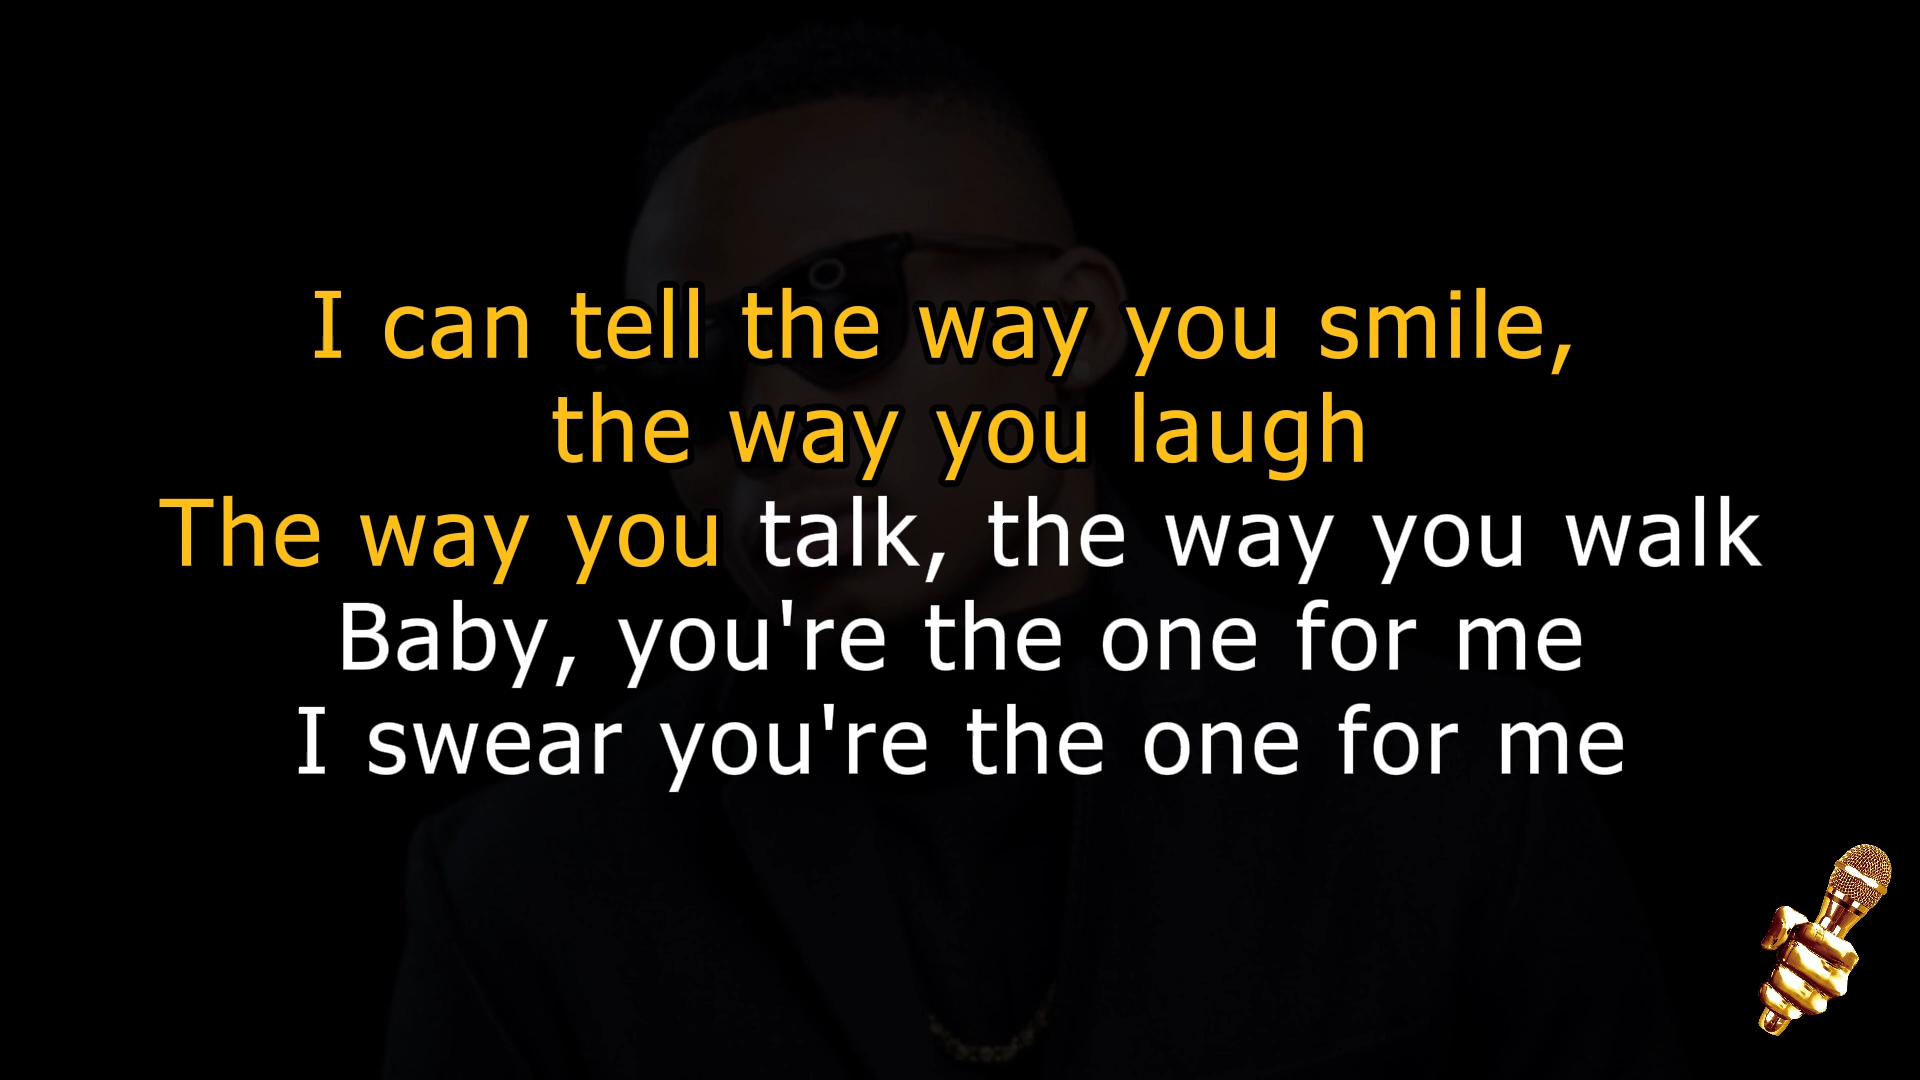 I can tell the way you smile,
the way you laugh
The way you talk, the way you walk
Baby, you're the one for me
I swear you're the one for me